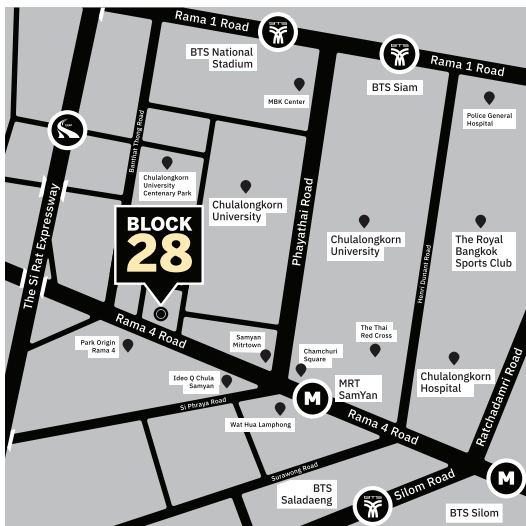 Rama 1 Road
BTS
BTS National
Stadium
BTS
BTS Siam
Rama 1 Road
MBK Center
Police General
Hospital
Banthat Thong Road
Chulalongkorn
University
Centenary Park
Chulalongkorn
University
Phayathai Road
Chulalongkorn
University
Henri Dunant Road
The Royal
Bangkok
Sports Club
The Si Rat Expressway
BLOCK
28
Rama 4 Road
Park Origin
Rama 4
Samyan
Mitrtown
Chamchuri
Square
The Thai
Red Cross
Ideo Q Chula
Samyan
Chulalongkorn
Hospital
Ratchadamri Road
Si Phraya Road
M
MRT
SamYan
Wat Hua Lamphong
Rama 4 Road
Surawong Road
BTS
Saladaeng
BTS
Silom Road
M
BTS Silom